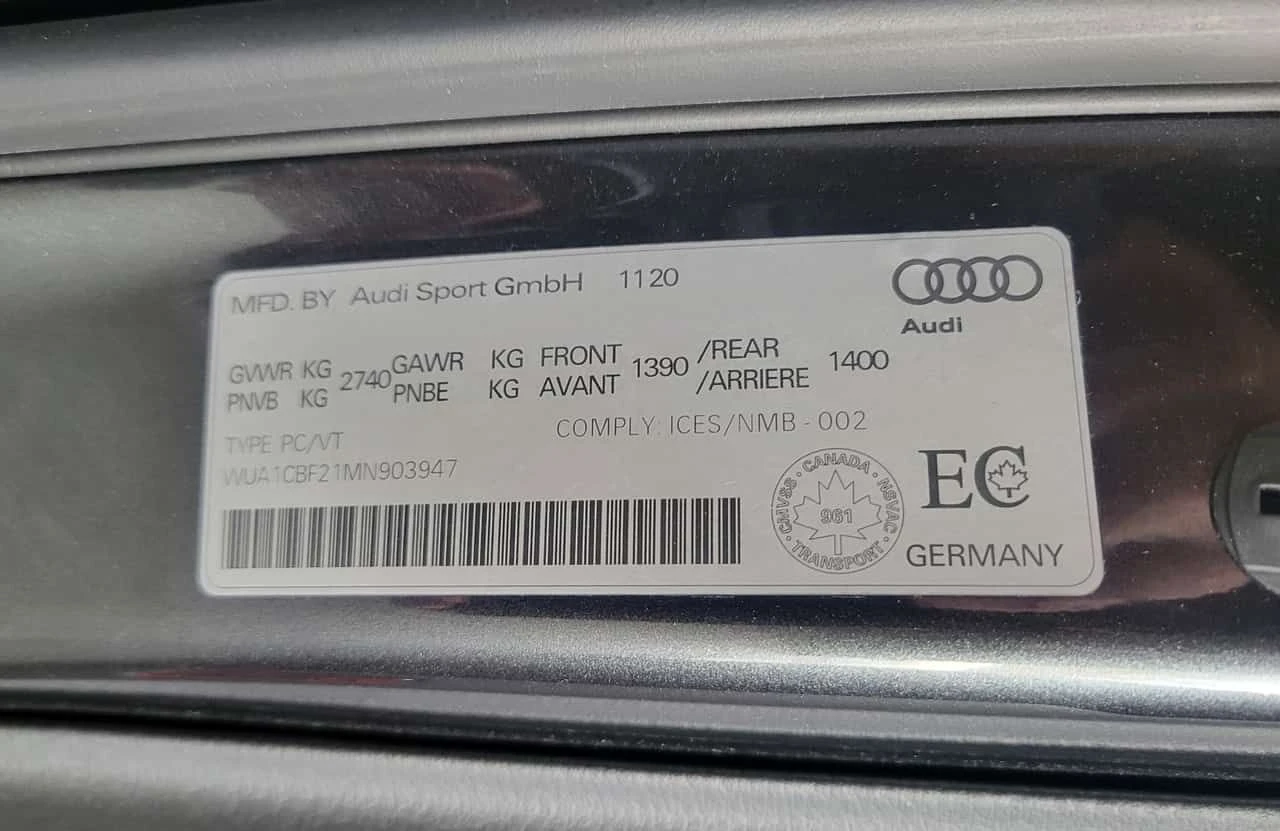 MFD. BY Audi Sport GmbH 1120
Audi
GVWR KG 2740 GAWR KG FRONT 1390 /REAR 1400
PNVB KG PNBE KG AVANT /ARRIERE
COMPLY: ICES/NMB - 002
TYPE PC/VT
WUA1CBF21MN903947
CMVSS · CANADA · NSVAC · TRANSPORT ·
961
EC
GERMANY